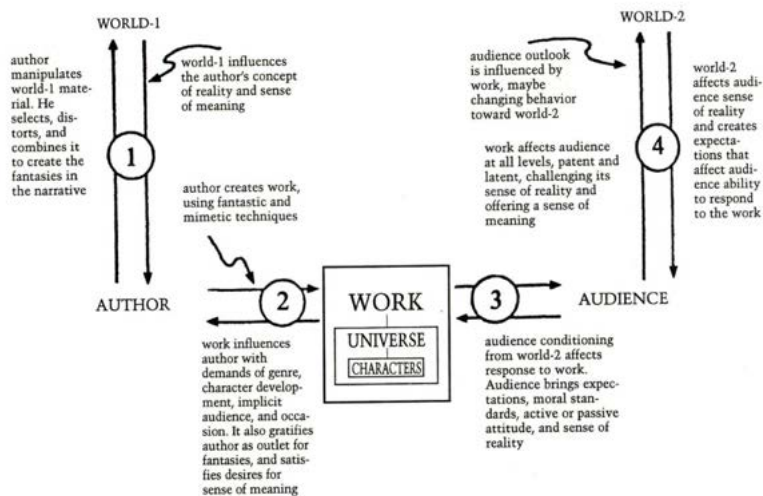 WORLD-1
author
manipulates
world-1 mate-
rial. He
selects, dis-
torts, and
combines it
to create the
fantasies in
the narrative
world-1 influences
the author's concept
of reality and sense
of meaning
1
AUTHOR
author creates work,
using fantastic and
mimetic techniques
2
work influences
author with
demands of genre,
character develop-
ment, implicit
audience, and occa-
sion. It also gratifies
author as outlet for
fantasies, and satis-
fies desires for
sense of meaning
WORK
UNIVERSE
CHARACTERS
3
work affects audience
at all levels, patent and
latent, challenging its
sense of reality and
offering a sense of
meaning
audience conditioning
from world-2 affects
response to work.
Audience brings expec-
tations, moral stan-
dards, active or passive
attitude, and sense of
reality
AUDIENCE
WORLD-2
audience outlook
is influenced by
work, maybe
changing behavior
toward world-2
4
world-2
affects audi-
ence sense
of reality
and creates
expecta-
tions that
affect audi-
ence ability
to respond
to the work